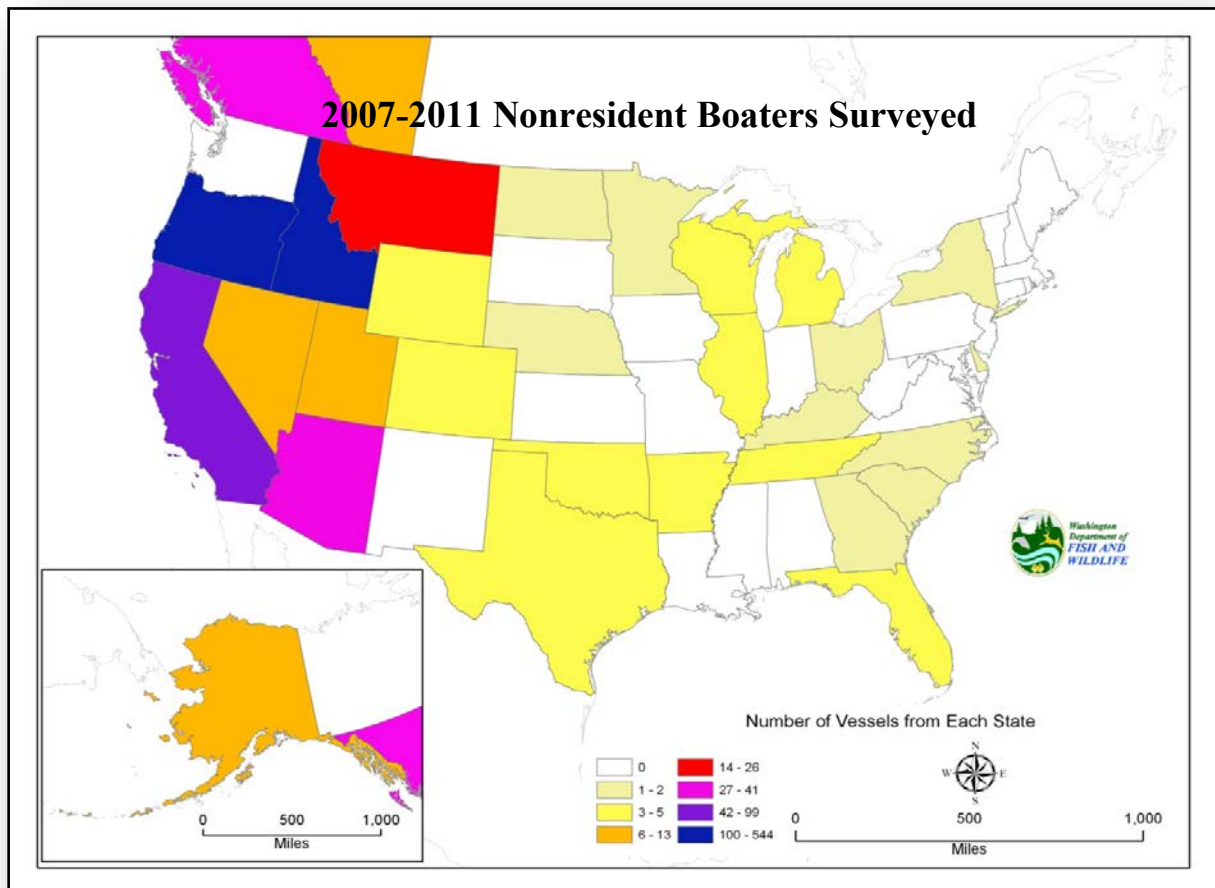 2007-2011 Nonresident Boaters Surveyed
Washington
Department of
FISH AND
WILDLIFE
Number of Vessels from Each State
0
1 - 2
3 - 5
6 - 13
14 - 26
27 - 41
42 - 99
100 - 544
N
W E
S
0 500 1,000
Miles
0 500 1,000
Miles